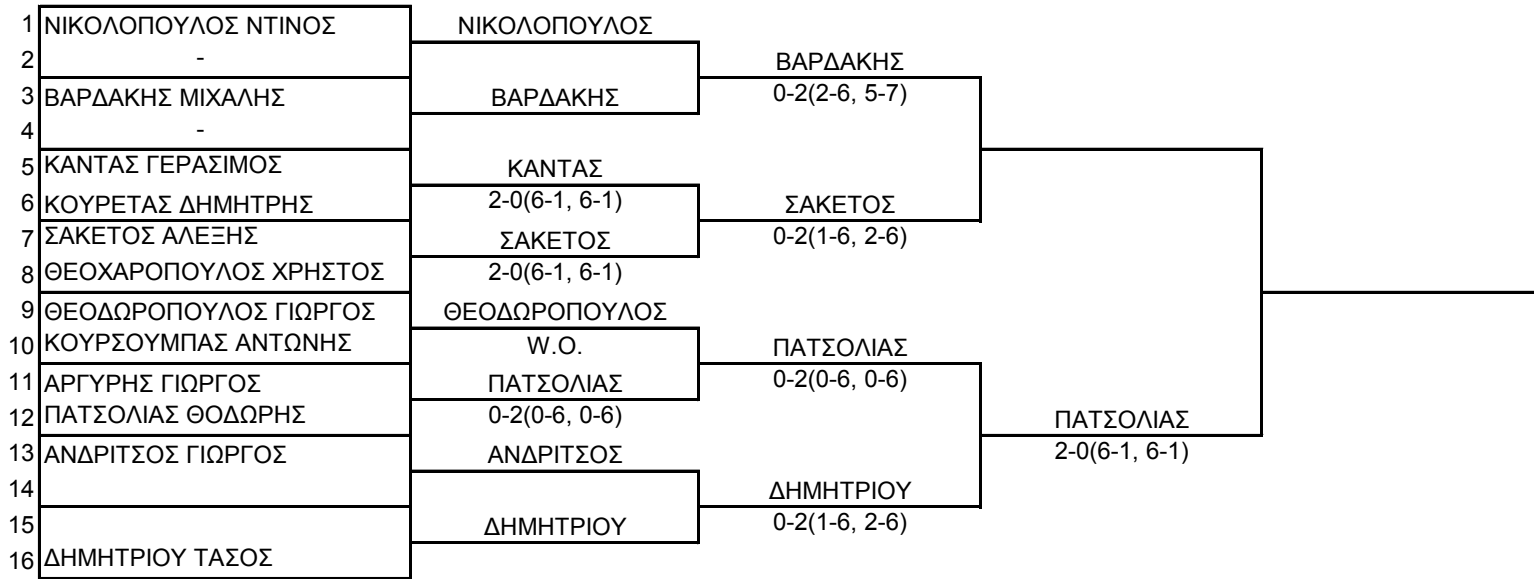 1 ΝΙΚΟΛΟΠΟΥΛΟΣ ΝΤΙΝΟΣ
ΝΙΚΟΛΟΠΟΥΛΟΣ
2 -
ΒΑΡΔΑΚΗΣ
3 ΒΑΡΔΑΚΗΣ ΜΙΧΑΛΗΣ
ΒΑΡΔΑΚΗΣ
0-2(2-6, 5-7)
4 -
5 ΚΑΝΤΑΣ ΓΕΡΑΣΙΜΟΣ
ΚΑΝΤΑΣ
6 ΚΟΥΡΕΤΑΣ ΔΗΜΗΤΡΗΣ
2-0(6-1, 6-1)
ΣΑΚΕΤΟΣ
7 ΣΑΚΕΤΟΣ ΑΛΕΞΗΣ
ΣΑΚΕΤΟΣ
0-2(1-6, 2-6)
8 ΘΕΟΧΑΡΟΠΟΥΛΟΣ ΧΡΗΣΤΟΣ
2-0(6-1, 6-1)
9 ΘΕΟΔΩΡΟΠΟΥΛΟΣ ΓΙΩΡΓΟΣ
ΘΕΟΔΩΡΟΠΟΥΛΟΣ
10 ΚΟΥΡΣΟΥΜΠΑΣ ΑΝΤΩΝΗΣ
W.O.
ΠΑΤΣΟΛΙΑΣ
11 ΑΡΓΥΡΗΣ ΓΙΩΡΓΟΣ
ΠΑΤΣΟΛΙΑΣ
0-2(0-6, 0-6)
12 ΠΑΤΣΟΛΙΑΣ ΘΟΔΩΡΗΣ
0-2(0-6, 0-6)
ΠΑΤΣΟΛΙΑΣ
13 ΑΝΔΡΙΤΣΟΣ ΓΙΩΡΓΟΣ
ΑΝΔΡΙΤΣΟΣ
2-0(6-1, 6-1)
14
ΔΗΜΗΤΡΙΟΥ
15
ΔΗΜΗΤΡΙΟΥ
0-2(1-6, 2-6)
16 ΔΗΜΗΤΡΙΟΥ ΤΑΣΟΣ